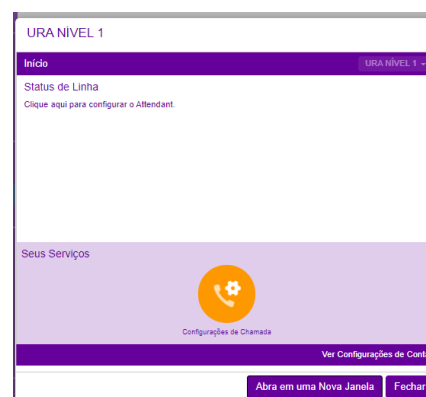 URA NÍVEL 1
Início URA NÍVEL 1
Status de Linha
Clique aqui para configurar o Attendant.
Seus Serviços
Configurações de Chamada
Ver Configurações de Conta
Abra em uma Nova Janela Fechar